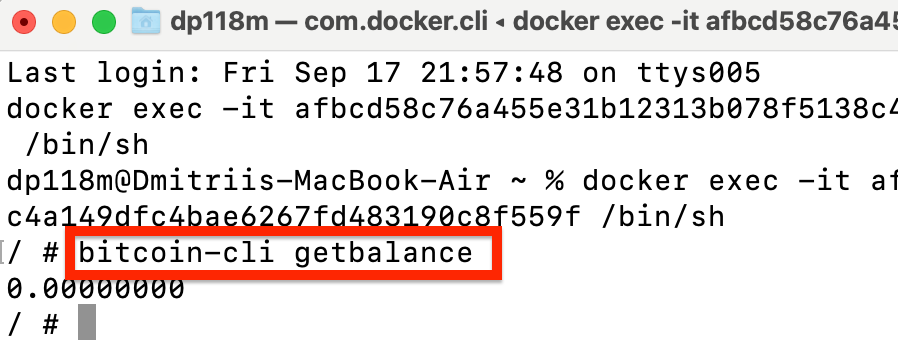 dp118m — com.docker.cli ◂ docker exec -it afbcd58c76a45
Last login: Fri Sep 17 21:57:48 on ttys005
docker exec -it afbcd58c76a455e31b12313b078f5138c4
/bin/sh
dp118m@Dmitriis-MacBook-Air ~ % docker exec -it af
c4a149dfc4bae6267fd483190c8f559f /bin/sh
/ # bitcoin-cli getbalance
0.00000000
/ #